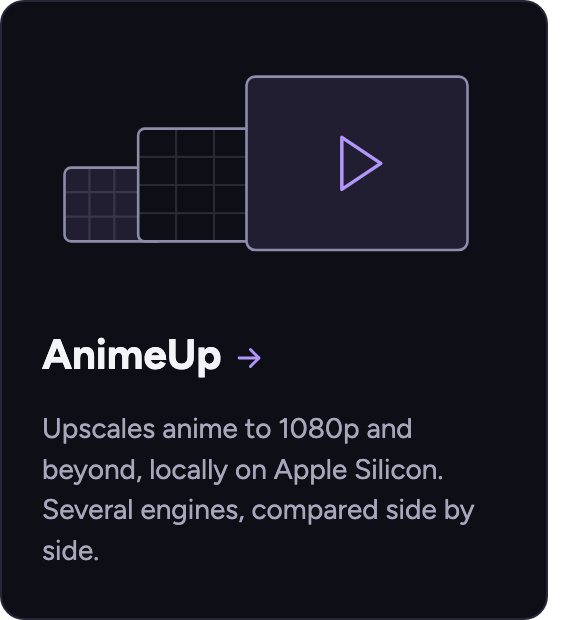 AnimeUp →
Upscales anime to 1080p and
beyond, locally on Apple Silicon.
Several engines, compared side by
side.